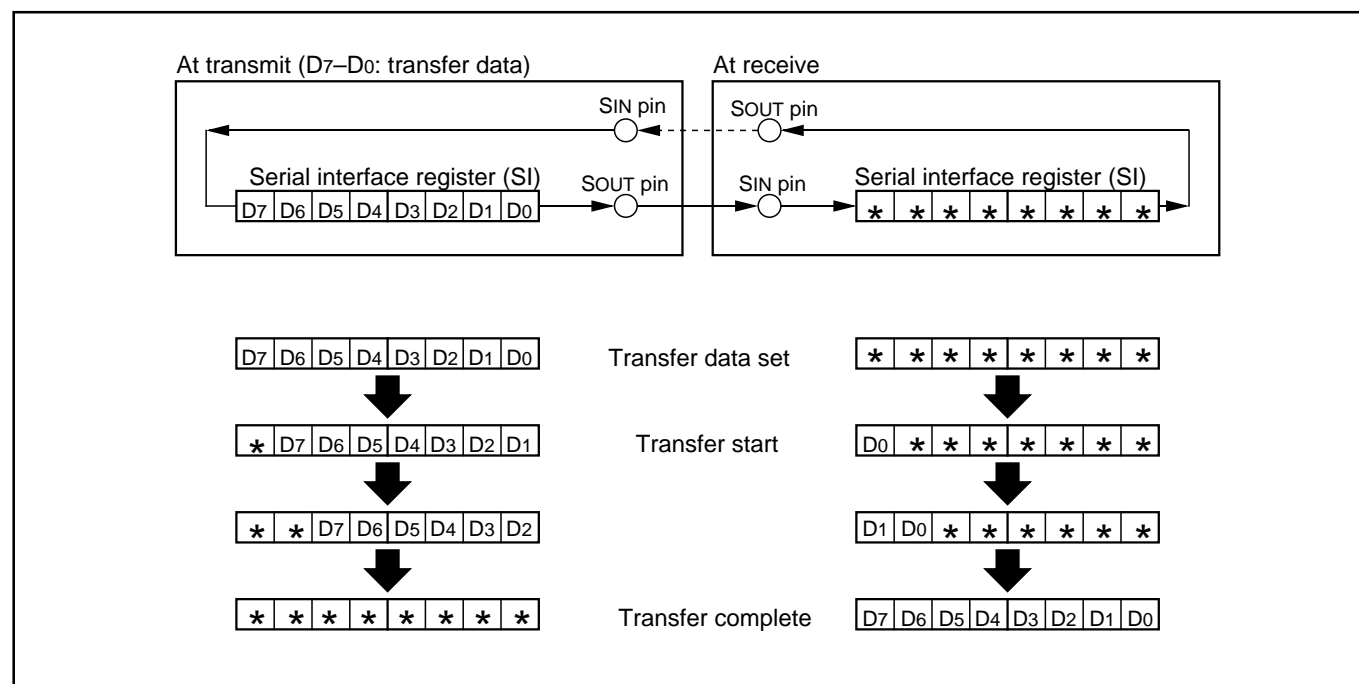 At transmit (D7–D0: transfer data)
At receive
SIN pin
SOUT pin
Serial interface register (SI)
SOUT pin
SIN pin
Serial interface register (SI)
D7 D6 D5 D4 D3 D2 D1 D0
* * * * * * * *
D7 D6 D5 D4 D3 D2 D1 D0
Transfer data set
* * * * * * * *
* D7 D6 D5 D4 D3 D2 D1
Transfer start
D0 * * * * * * *
* * D7 D6 D5 D4 D3 D2
D1 D0 * * * * * *
* * * * * * * *
Transfer complete
D7 D6 D5 D4 D3 D2 D1 D0